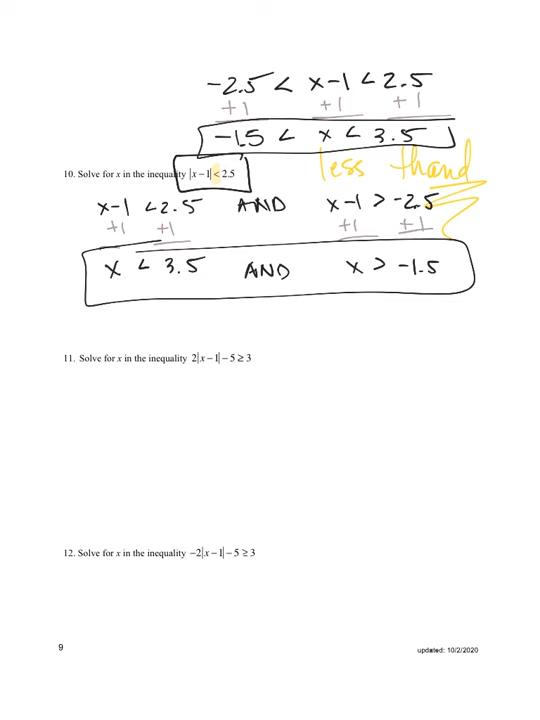 -2.5 < x-1 < 2.5
+1 +1 +1
-1.5 < x < 3.5
less thand
10. Solve for x in the inequality |x − 1| < 2.5
x-1 < 2.5 AND x-1 > -2.5
+1 +1 +1 +1
x < 3.5 AND x > -1.5
11. Solve for x in the inequality 2|x − 1| − 5 ≥ 3
12. Solve for x in the inequality −2|x − 1| − 5 ≥ 3
9 updated: 10/2/2020